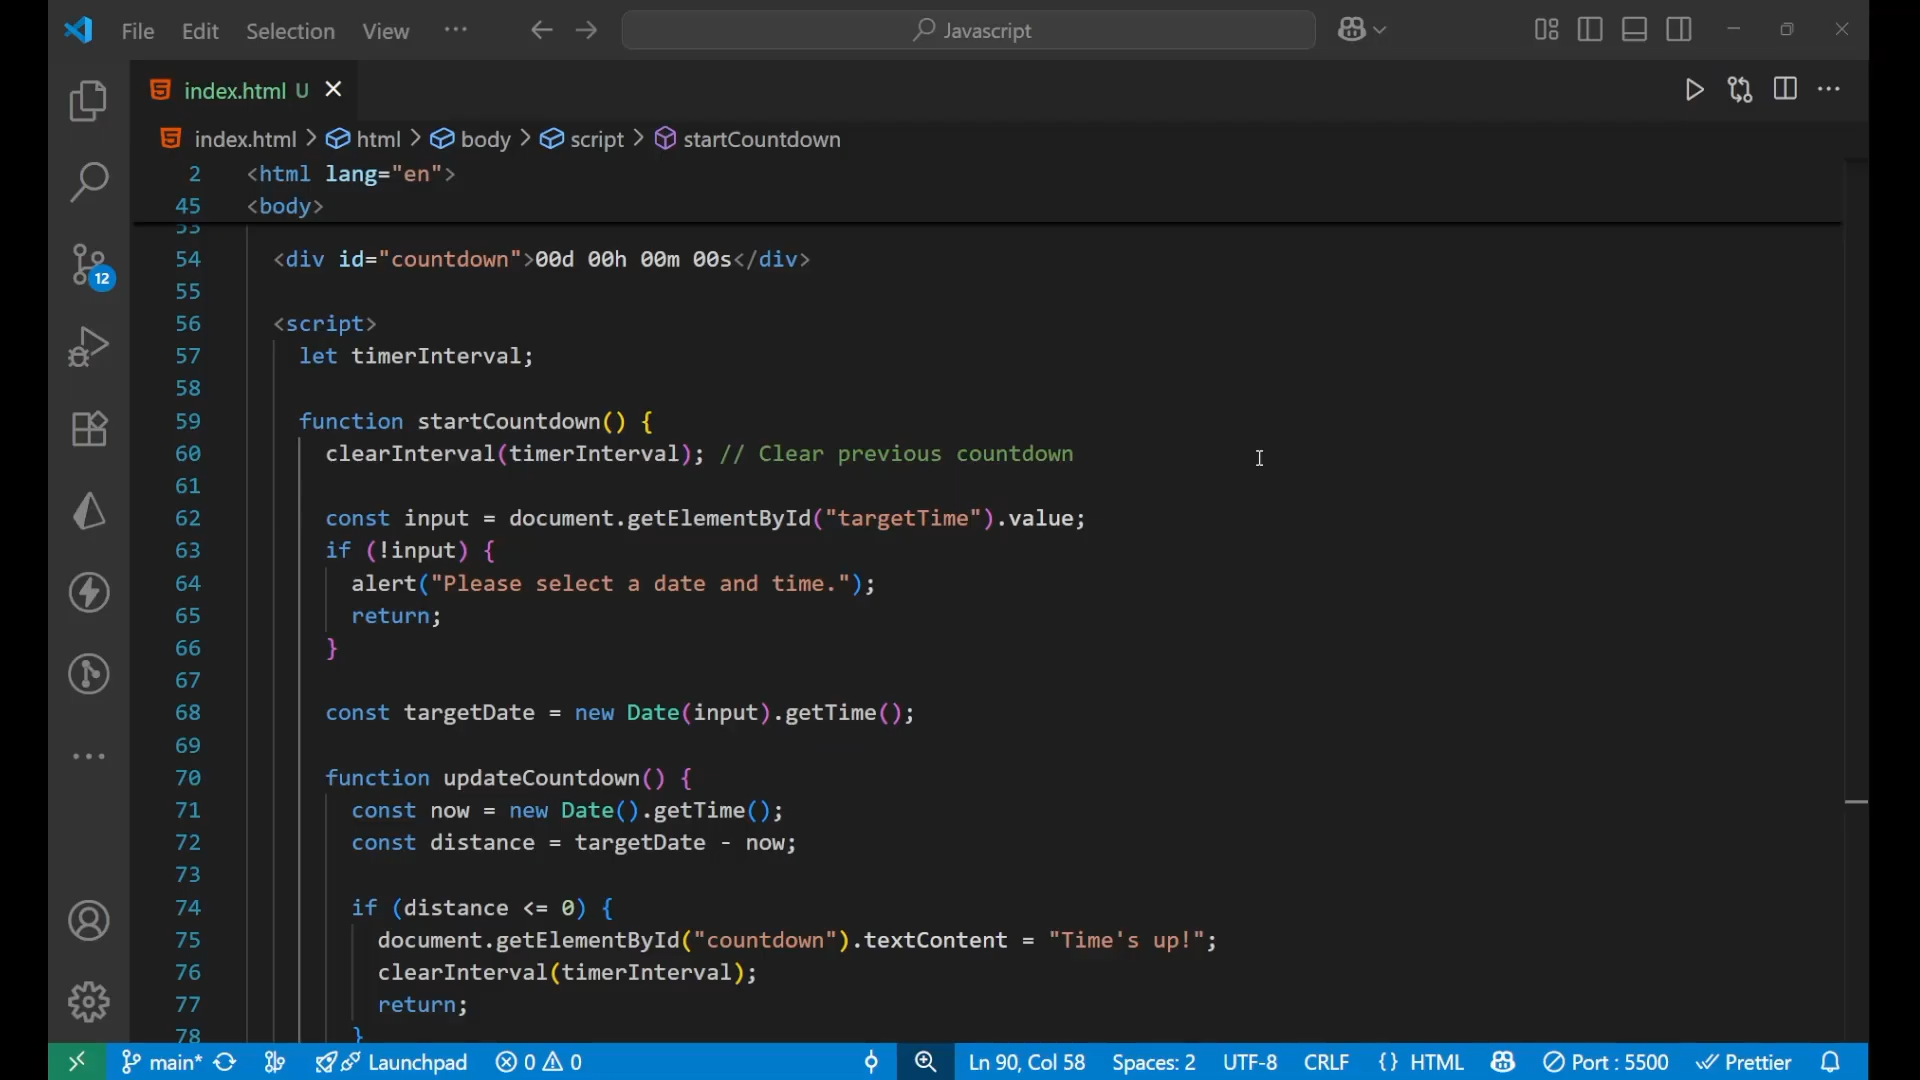 File Edit Selection View ··· Javascript
index.html U
index.html > html > body > script > startCountdown
2 <html lang="en">
45 <body>
53
54 <div id="countdown">00d 00h 00m 00s</div>
55
56 <script>
57 let timerInterval;
58
59 function startCountdown() {
60 clearInterval(timerInterval); // Clear previous countdown
61
62 const input = document.getElementById("targetTime").value;
63 if (!input) {
64 alert("Please select a date and time.");
65 return;
66 }
67
68 const targetDate = new Date(input).getTime();
69
70 function updateCountdown() {
71 const now = new Date().getTime();
72 const distance = targetDate - now;
73
74 if (distance <= 0) {
75 document.getElementById("countdown").textContent = "Time's up!";
76 clearInterval(timerInterval);
77 return;
78 }
12
main* Launchpad 0 0 Ln 90, Col 58 Spaces: 2 UTF-8 CRLF {} HTML Port : 5500 Prettier